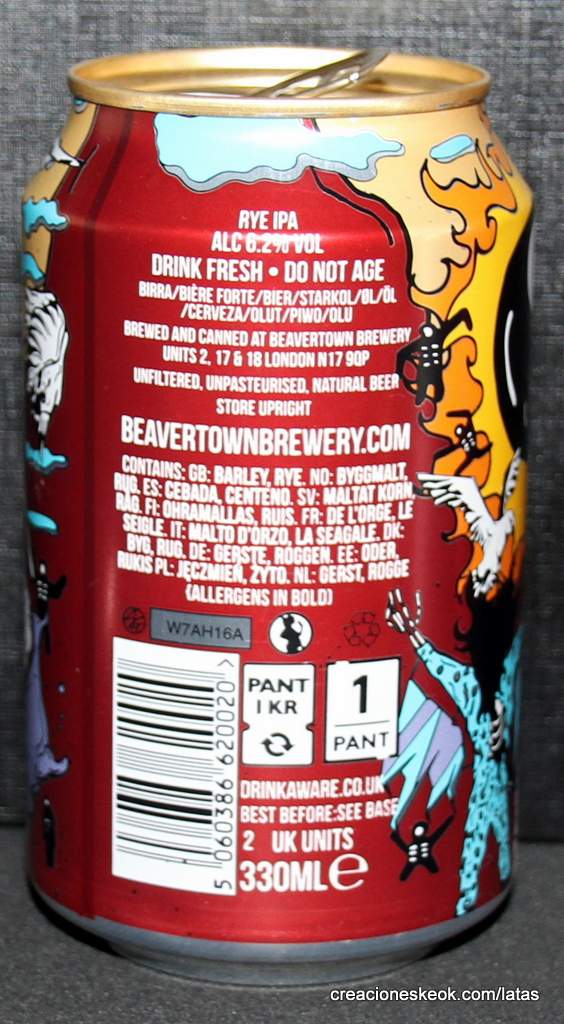 RYE IPA
ALC 6.2% VOL
DRINK FRESH • DO NOT AGE
BIRRA/BIÈRE FORTE/BIER/STARKOL/ØL/ÖL
/CERVEZA/OLUT/PIWO/OLU
BREWED AND CANNED AT BEAVERTOWN BREWERY
UNITS 2, 17 & 18 LONDON N17 9QP
UNFILTERED, UNPASTEURISED, NATURAL BEER
STORE UPRIGHT
BEAVERTOWNBREWERY.COM
CONTAINS: GB: BARLEY, RYE. NO: BYGGMALT,
RUG. ES: CEBADA, CENTENO. SV: MALTAT KORN,
RÅG. FI: OHRAMALLAS, RUIS. FR: DE L'ORGE, LE
SEIGLE. IT: MALTO D'ORZO, LA SEAGALE. DK:
BYG, RUG. DE: GERSTE, ROGGEN. EE: ODER,
RUKIS PL: JĘCZMIEŃ, ŻYTO. NL: GERST, ROGGE
(ALLERGENS IN BOLD)
W7AH16A
PANT
1 KR
1
PANT
5 060386 620020 >
DRINKAWARE.CO.UK
BEST BEFORE: SEE BASE
2 UK UNITS
330ML e
creacioneskeok.com/latas